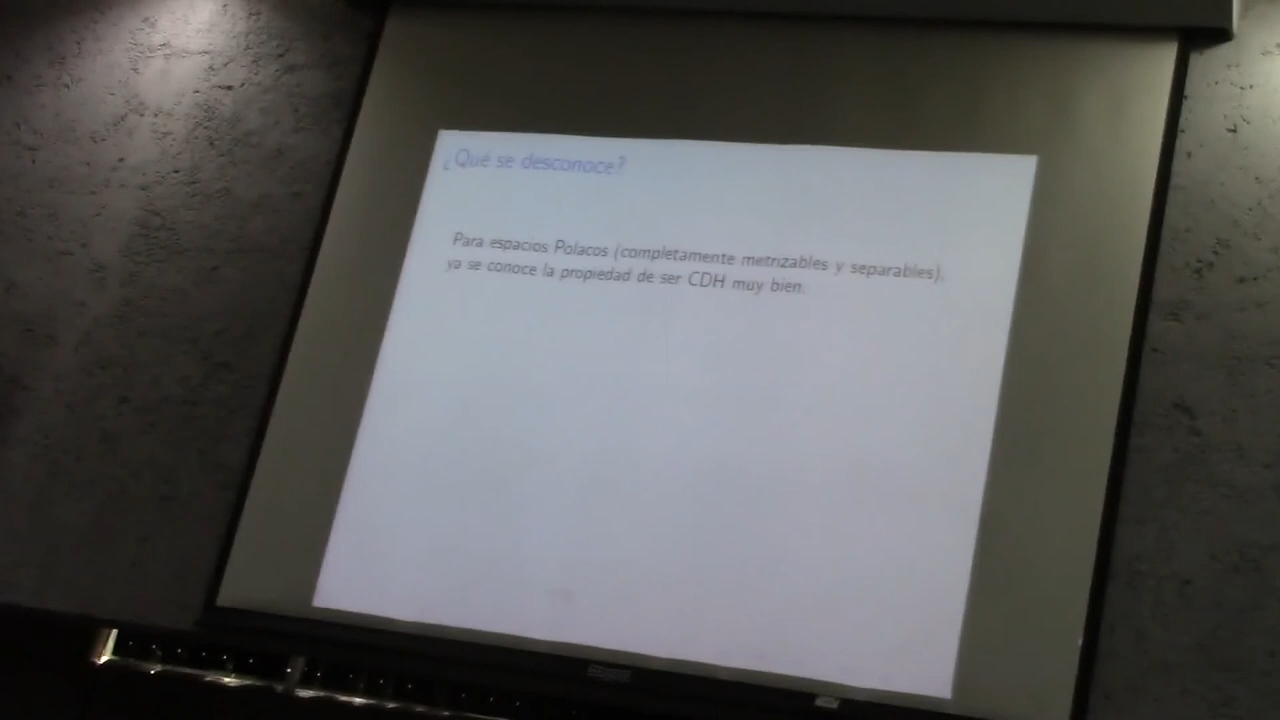 ¿Qué se desconoce?
Para espacios Polacos (completamente metrizables y separables),
ya se conoce la propiedad de ser CDH muy bien.